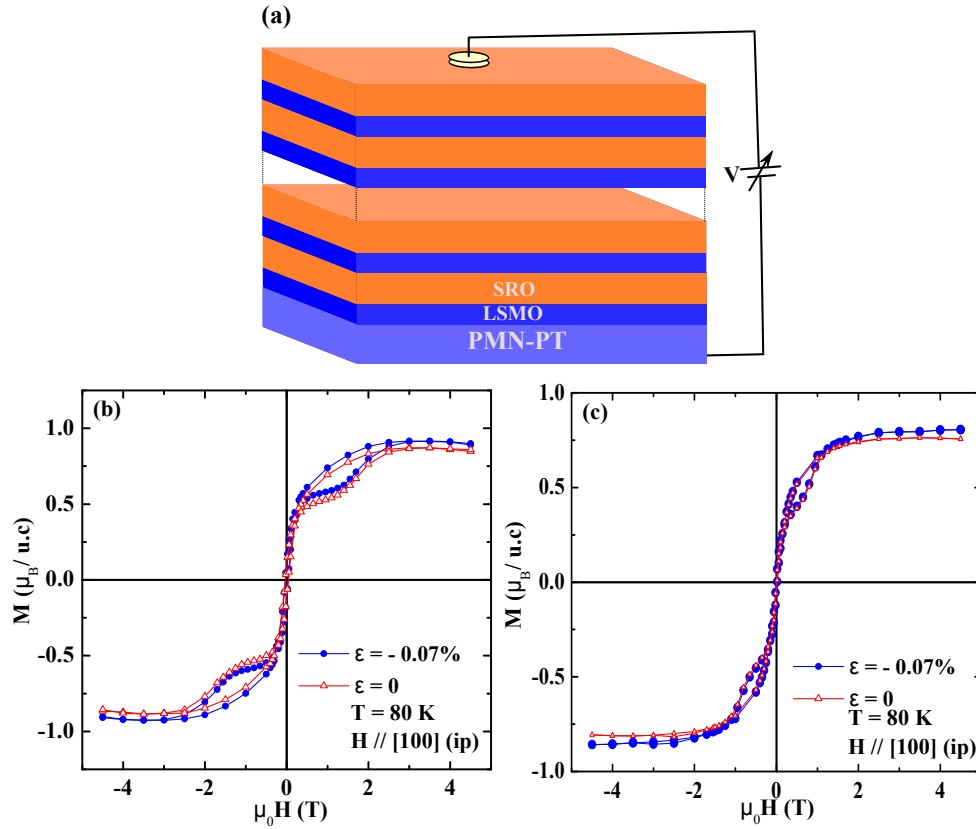 (a)
V
SRO
LSMO
PMN-PT
(b)
1.0
0.5
0.0
-0.5
-1.0
M (μB/ u.c)
ε = - 0.07%
ε = 0
T = 80 K
H // [100] (ip)
-4 -2 0 2 4
μ0H (T)
(c)
1.0
0.5
0.0
-0.5
-1.0
M (μB/ u.c)
ε = - 0.07%
ε = 0
T = 80 K
H // [100] (ip)
-4 -2 0 2 4
μ0H (T)